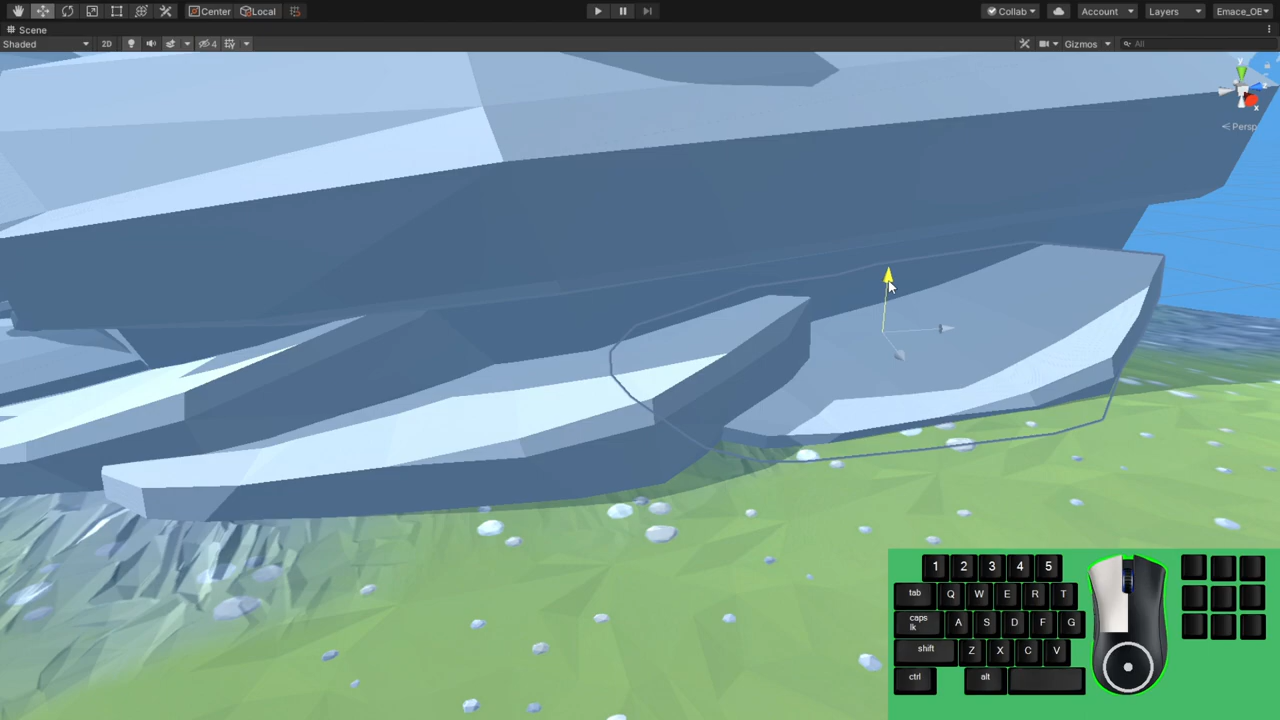 Center Local Collab Account Layers Emace_OE
Scene
Shaded 2D 4 Gizmos All
y
x
Persp
1 2 3 4 5
tab Q W E R T
caps lk A S D F G
shift Z X C V
ctrl alt